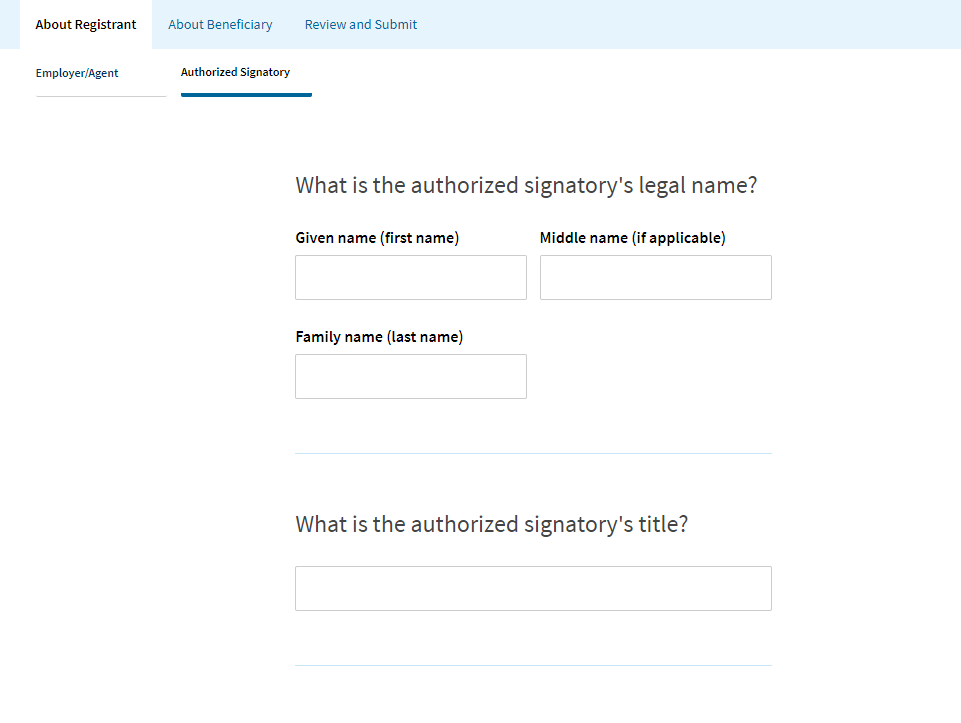 About Registrant About Beneficiary Review and Submit
Employer/Agent Authorized Signatory
What is the authorized signatory's legal name?
Given name (first name) Middle name (if applicable)
Family name (last name)
What is the authorized signatory's title?